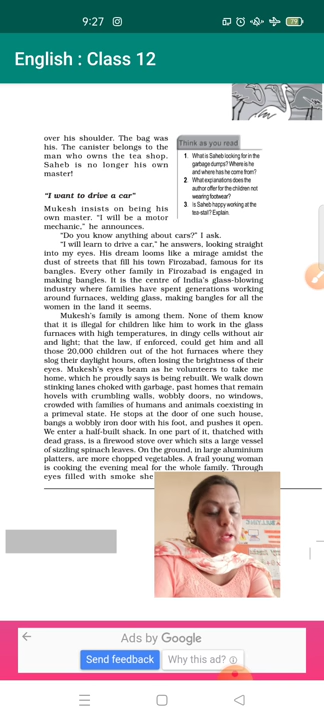 9:27
79
English : Class 12
over his shoulder. The bag was
his. The canister belongs to the
man who owns the tea shop.
Saheb is no longer his own
master!
Think as you read
1. What is Saheb looking for in the
garbage dumps? Where is he
and where has he come from?
2. What explanations does the
author offer for the children not
wearing footwear?
3. Is Saheb happy working at the
tea-stall? Explain.
“I want to drive a car”
Mukesh insists on being his
own master. “I will be a motor
mechanic,” he announces.
“Do you know anything about cars?” I ask.
“I will learn to drive a car,” he answers, looking straight
into my eyes. His dream looms like a mirage amidst the
dust of streets that fill his town Firozabad, famous for its
bangles. Every other family in Firozabad is engaged in
making bangles. It is the centre of India’s glass-blowing
industry where families have spent generations working
around furnaces, welding glass, making bangles for all the
women in the land it seems.
Mukesh’s family is among them. None of them know
that it is illegal for children like him to work in the glass
furnaces with high temperatures, in dingy cells without air
and light; that the law, if enforced, could get him and all
those 20,000 children out of the hot furnaces where they
slog their daylight hours, often losing the brightness of their
eyes. Mukesh’s eyes beam as he volunteers to take me
home, which he proudly says is being rebuilt. We walk down
stinking lanes choked with garbage, past homes that remain
hovels with crumbling walls, wobbly doors, no windows,
crowded with families of humans and animals coexisting in
a primeval state. He stops at the door of one such house,
bangs a wobbly iron door with his foot, and pushes it open.
We enter a half-built shack. In one part of it, thatched with
dead grass, is a firewood stove over which sits a large vessel
of sizzling spinach leaves. On the ground, in large aluminium
platters, are more chopped vegetables. A frail young woman
is cooking the evening meal for the whole family. Through
eyes filled with smoke she
Ads by Google
Send feedback
Why this ad?